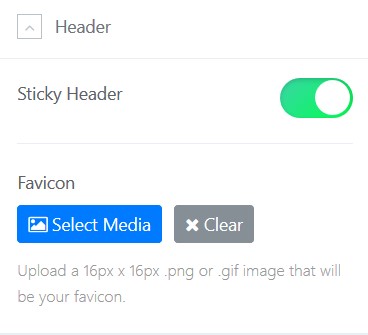 Header
Sticky Header
Favicon
Select Media
Clear
Upload a 16px x 16px .png or .gif image that will
be your favicon.